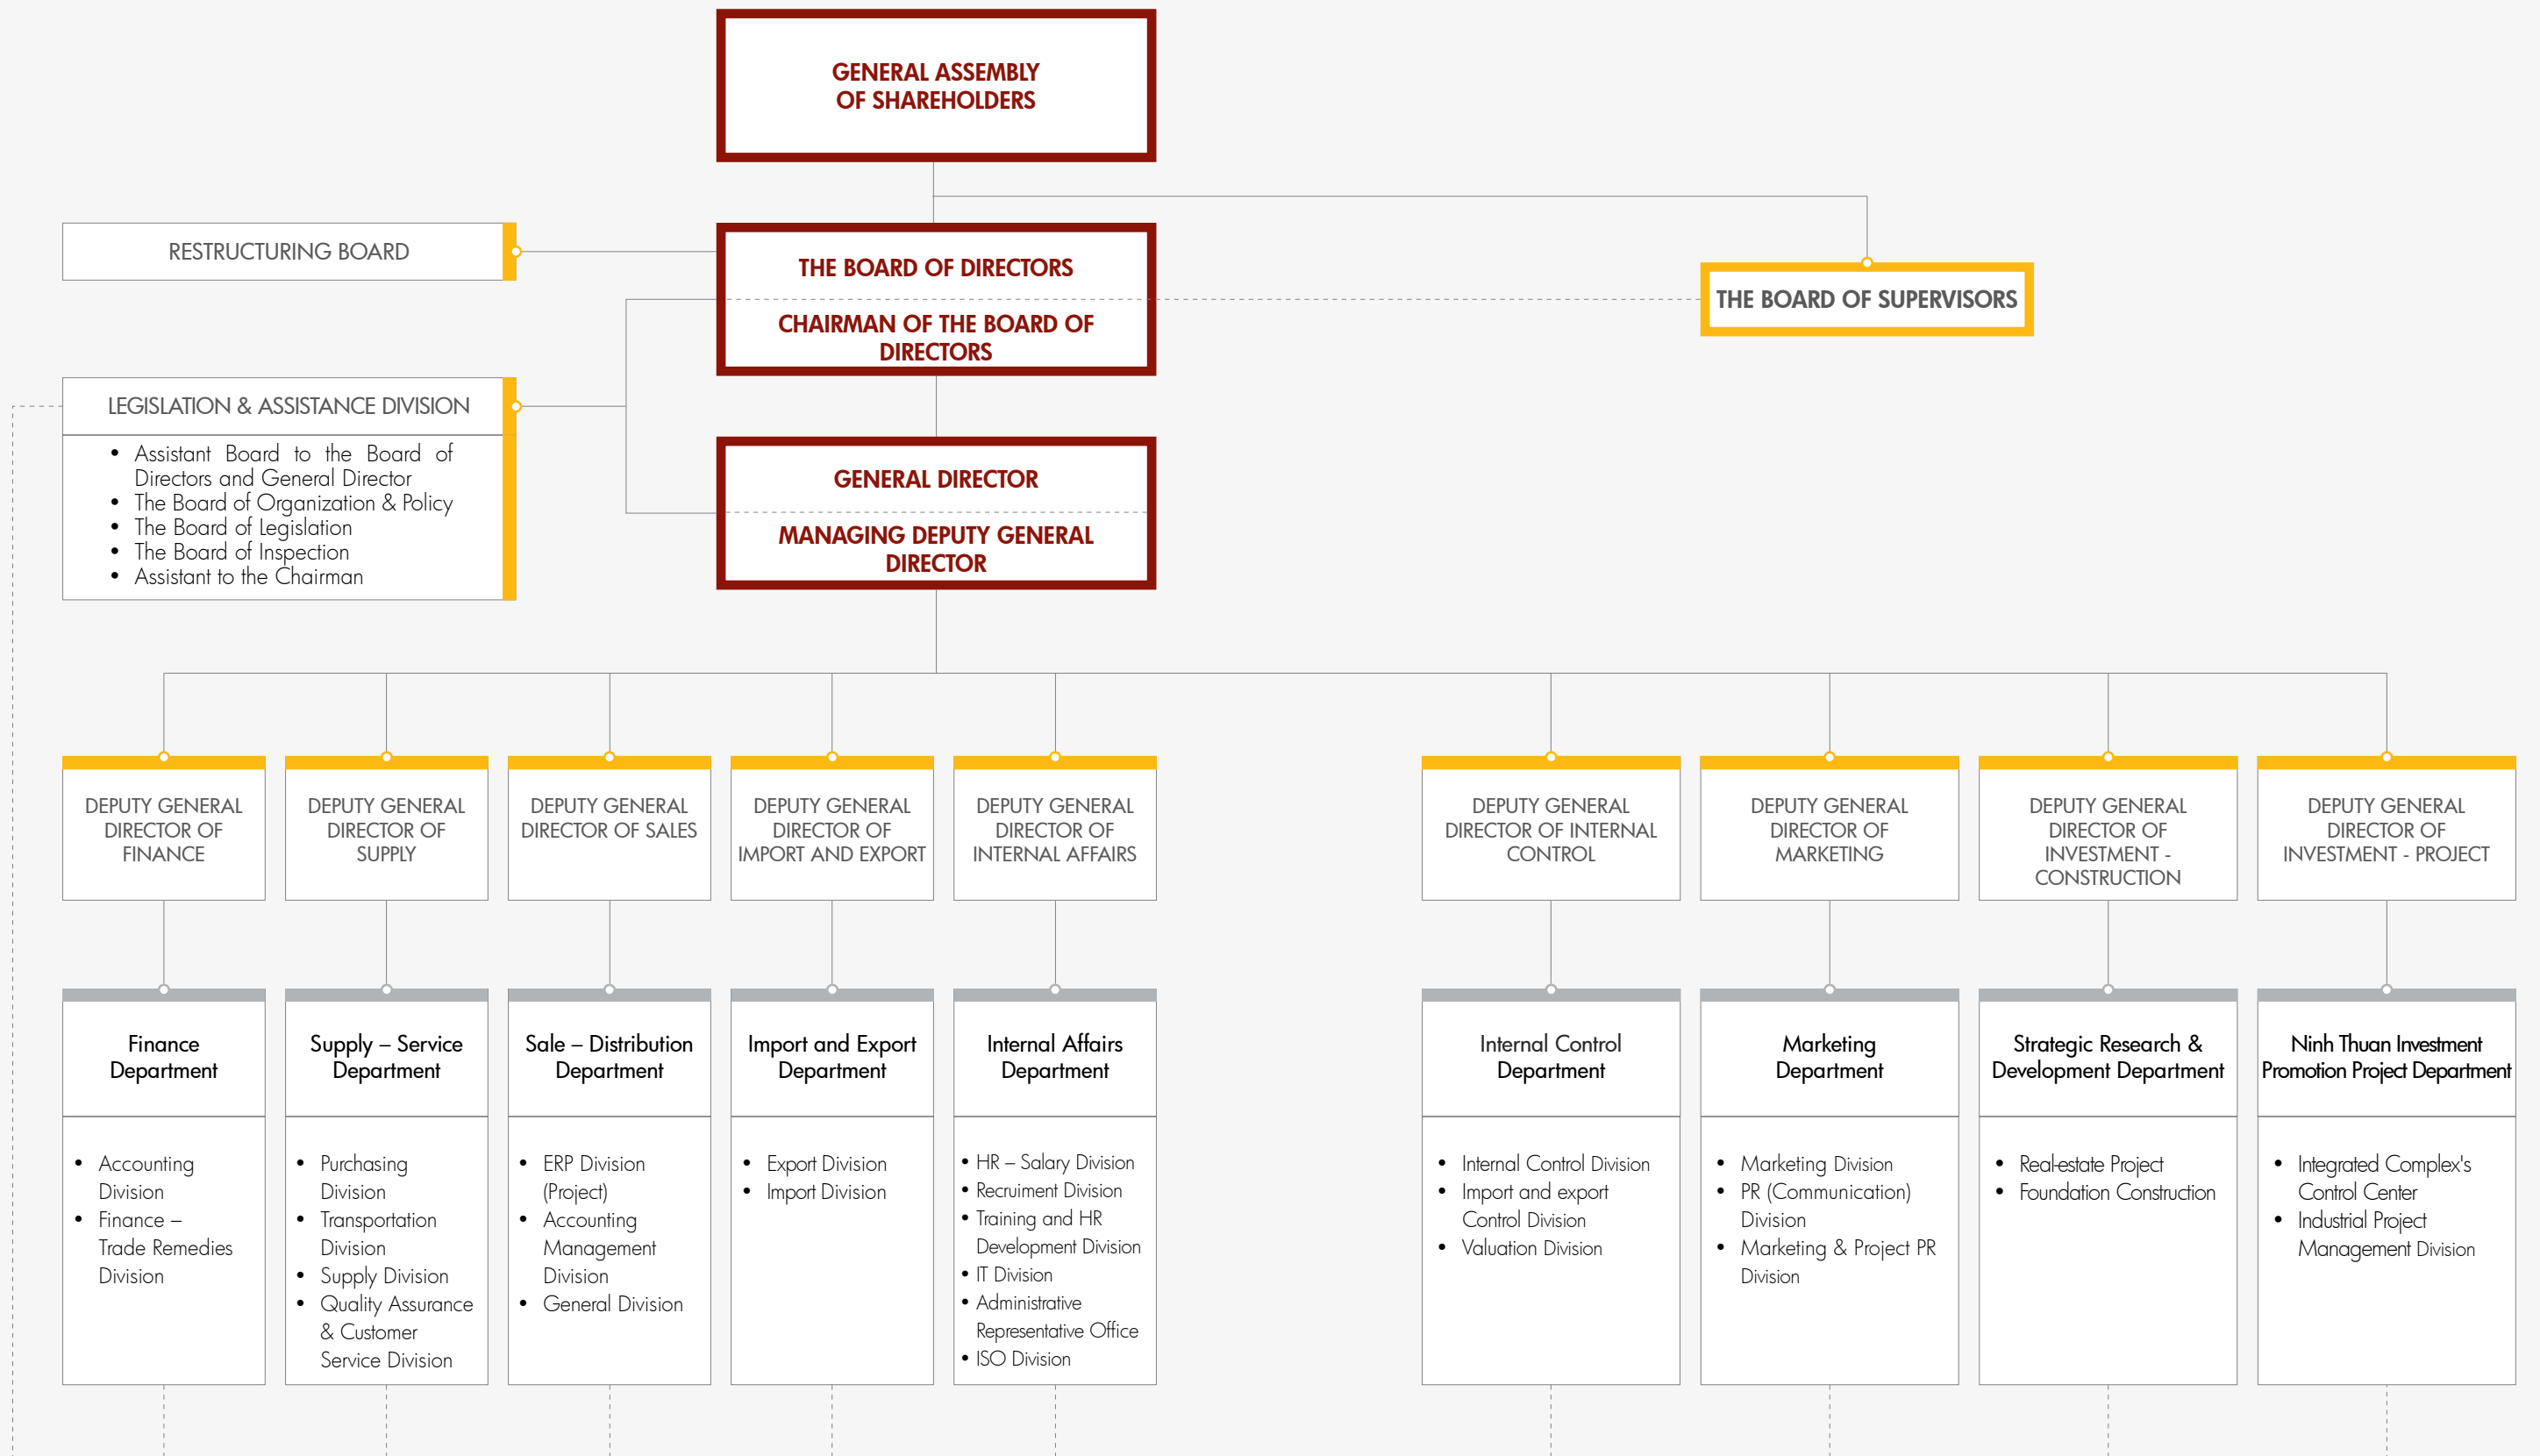 GENERAL ASSEMBLY
OF SHAREHOLDERS
RESTRUCTURING BOARD
THE BOARD OF DIRECTORS
CHAIRMAN OF THE BOARD OF
DIRECTORS
THE BOARD OF SUPERVISORS
LEGISLATION & ASSISTANCE DIVISION
• Assistant Board to the Board of
Directors and General Director
• The Board of Organization & Policy
• The Board of Legislation
• The Board of Inspection
• Assistant to the Chairman
GENERAL DIRECTOR
MANAGING DEPUTY GENERAL
DIRECTOR
DEPUTY GENERAL
DIRECTOR OF
FINANCE
DEPUTY GENERAL
DIRECTOR OF
SUPPLY
DEPUTY GENERAL
DIRECTOR OF SALES
DEPUTY GENERAL
DIRECTOR OF
IMPORT AND EXPORT
DEPUTY GENERAL
DIRECTOR OF
INTERNAL AFFAIRS
DEPUTY GENERAL
DIRECTOR OF INTERNAL
CONTROL
DEPUTY GENERAL
DIRECTOR OF
MARKETING
DEPUTY GENERAL
DIRECTOR OF
INVESTMENT -
CONSTRUCTION
DEPUTY GENERAL
DIRECTOR OF
INVESTMENT - PROJECT
Finance
Department
Supply – Service
Department
Sale – Distribution
Department
Import and Export
Department
Internal Affairs
Department
Internal Control
Department
Marketing
Department
Strategic Research &
Development Department
Ninh Thuan Investment
Promotion Project Department
• Accounting
Division
• Finance –
Trade Remedies
Division
• Purchasing
Division
• Transportation
Division
• Supply Division
• Quality Assurance
& Customer
Service Division
• ERP Division
(Project)
• Accounting
Management
Division
• General Division
• Export Division
• Import Division
• HR – Salary Division
• Recruiment Division
• Training and HR
Development Division
• IT Division
• Administrative
Representative Office
• ISO Division
• Internal Control Division
• Import and export
Control Division
• Valuation Division
• Marketing Division
• PR (Communication)
Division
• Marketing & Project PR
Division
• Real-estate Project
• Foundation Construction
• Integrated Complex's
Control Center
• Industrial Project
Management Division